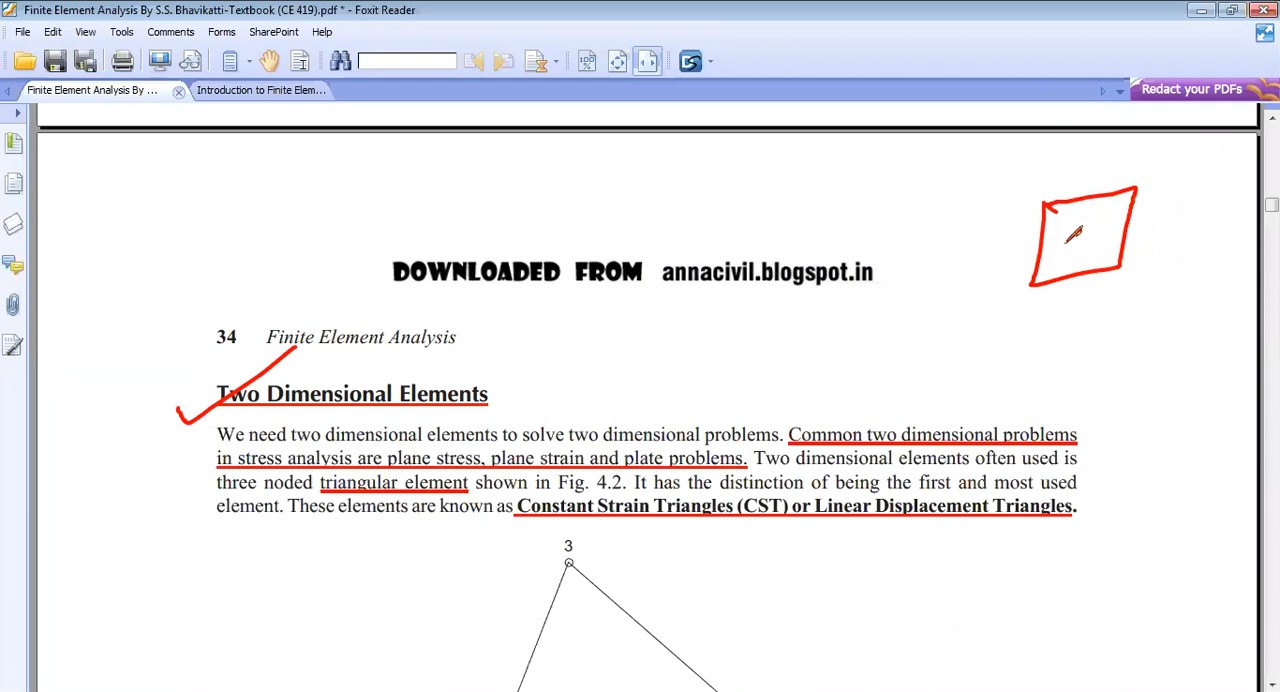 Finite Element Analysis By S.S. Bhavikatti-Textbook (CE 419).pdf * - Foxit Reader
File Edit View Tools Comments Forms SharePoint Help
Finite Element Analysis By ... Introduction to Finite Elem... Redact your PDFs
DOWNLOADED FROM annacivil.blogspot.in
34 Finite Element Analysis
Two Dimensional Elements
We need two dimensional elements to solve two dimensional problems. Common two dimensional problems
in stress analysis are plane stress, plane strain and plate problems. Two dimensional elements often used is
three noded triangular element shown in Fig. 4.2. It has the distinction of being the first and most used
element. These elements are known as Constant Strain Triangles (CST) or Linear Displacement Triangles.
3